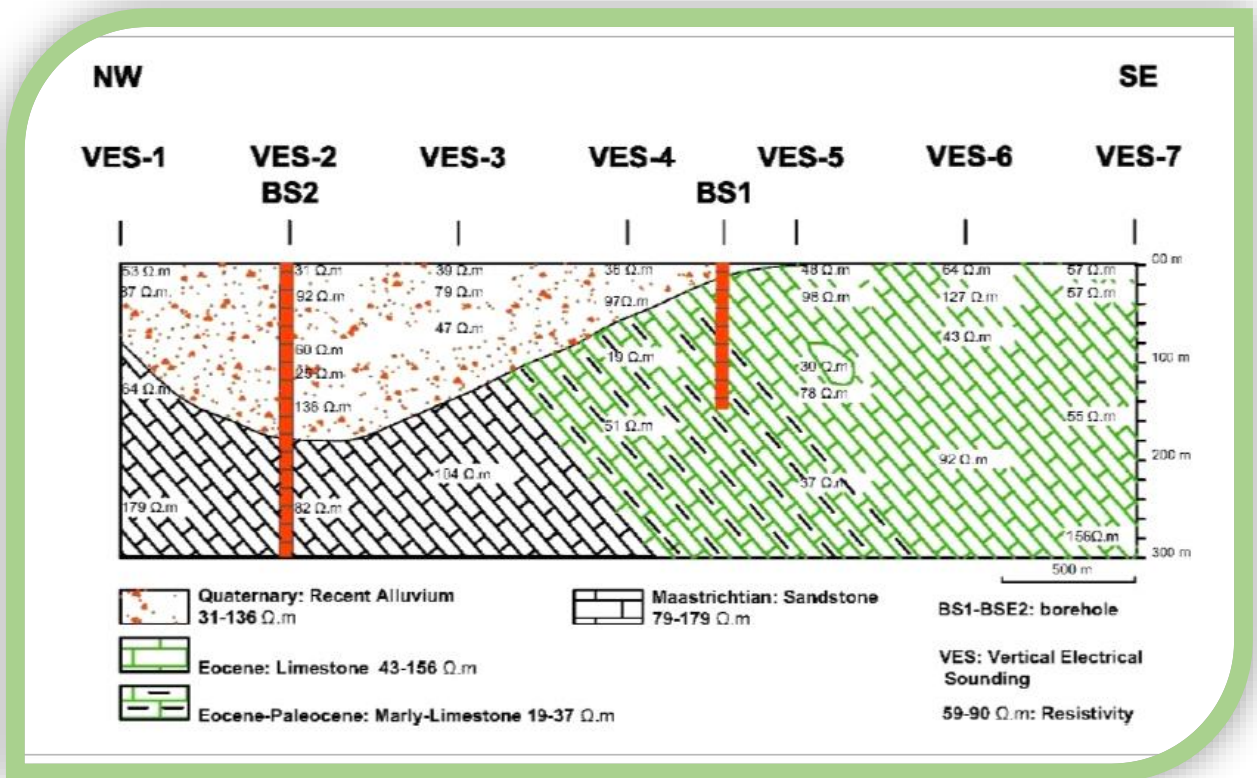 NW SE
VES-1 VES-2 VES-3 VES-4 VES-5 VES-6 VES-7
BS2 BS1
53 Ω.m 31 Ω.m 39 Ω.m 36 Ω.m 48 Ω.m 64 Ω.m 57 Ω.m 00 m
87 Ω.m 92 Ω.m 79 Ω.m 97Ω.m 98 Ω.m 127 Ω.m 57 Ω.m
47 Ω.m 43 Ω.m
60 Ω.m 19 Ω.m 100 m
25 Ω.m 30 Ω.m
64 Ω.m 136 Ω.m 78 Ω.m
51 Ω.m 55 Ω.m
104 Ω.m 92 Ω.m 200 m
37 Ω.m
179 Ω.m 82 Ω.m
156Ω.m
300 m
500 m
Quaternary: Recent Alluvium
31-136 Ω.m
Maastrichtian: Sandstone
79-179 Ω.m
BS1-BSE2: borehole
Eocene: Limestone 43-156 Ω.m
VES: Vertical Electrical
Sounding
Eocene-Paleocene: Marly-Limestone 19-37 Ω.m
59-90 Ω.m: Resistivity